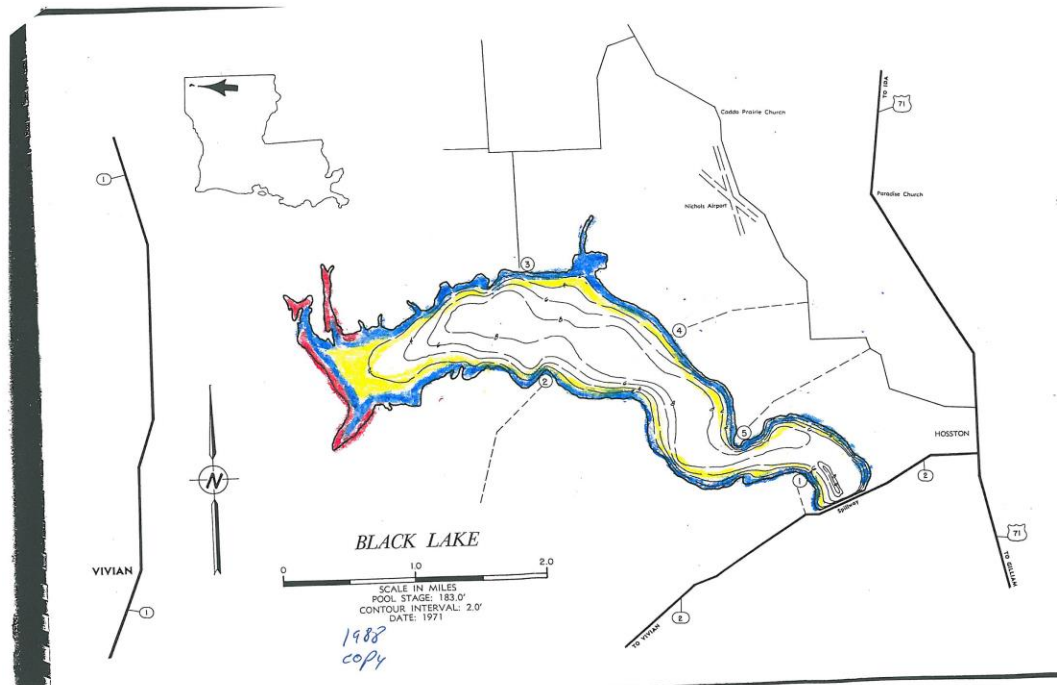 TO IDA
71
Caddo Prairie Church
1
Paradise Church
Nichols Airport
3
4
2
5
HOSSTON
1
2
Spillway
N
BLACK LAKE
71
VIVIAN
0 1.0 2.0
SCALE IN MILES
POOL STAGE: 183.0'
CONTOUR INTERVAL: 2.0'
DATE: 1971
TO GILLIAM
1
2
TO VIVIAN
1988
copy